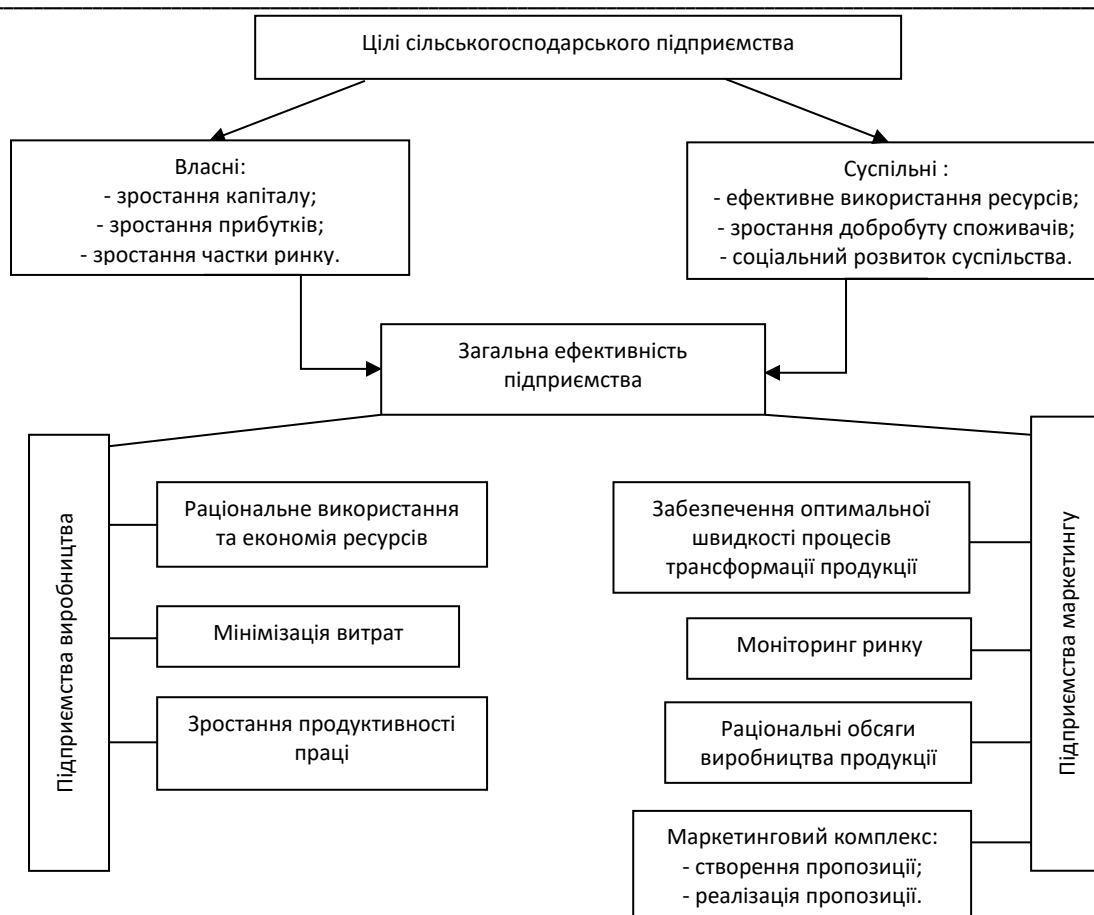 Цілі сільськогосподарського підприємства
Власні:
- зростання капіталу;
- зростання прибутків;
- зростання частки ринку.
Суспільні :
- ефективне використання ресурсів;
- зростання добробуту споживачів;
- соціальний розвиток суспільства.
Загальна ефективність
підприємства
Підприємства виробництва
Раціональне використання
та економія ресурсів
Мінімізація витрат
Зростання продуктивності
праці
Забезпечення оптимальної
швидкості процесів
трансформації продукції
Моніторинг ринку
Раціональні обсяги
виробництва продукції
Маркетинговий комплекс:
- створення пропозиції;
- реалізація пропозиції.
Підприємства маркетингу